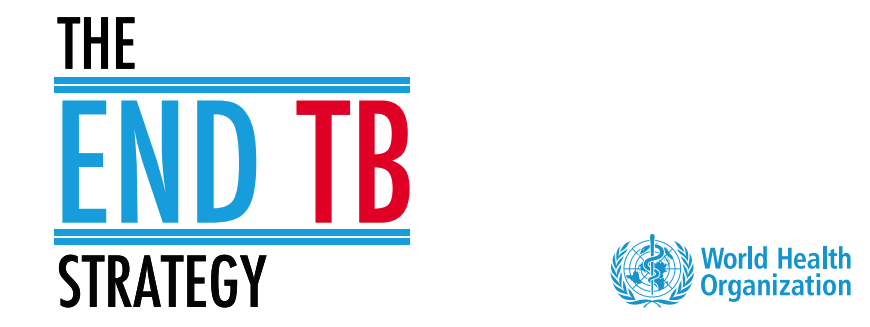 THE
END TB
STRATEGY
World Health
Organization